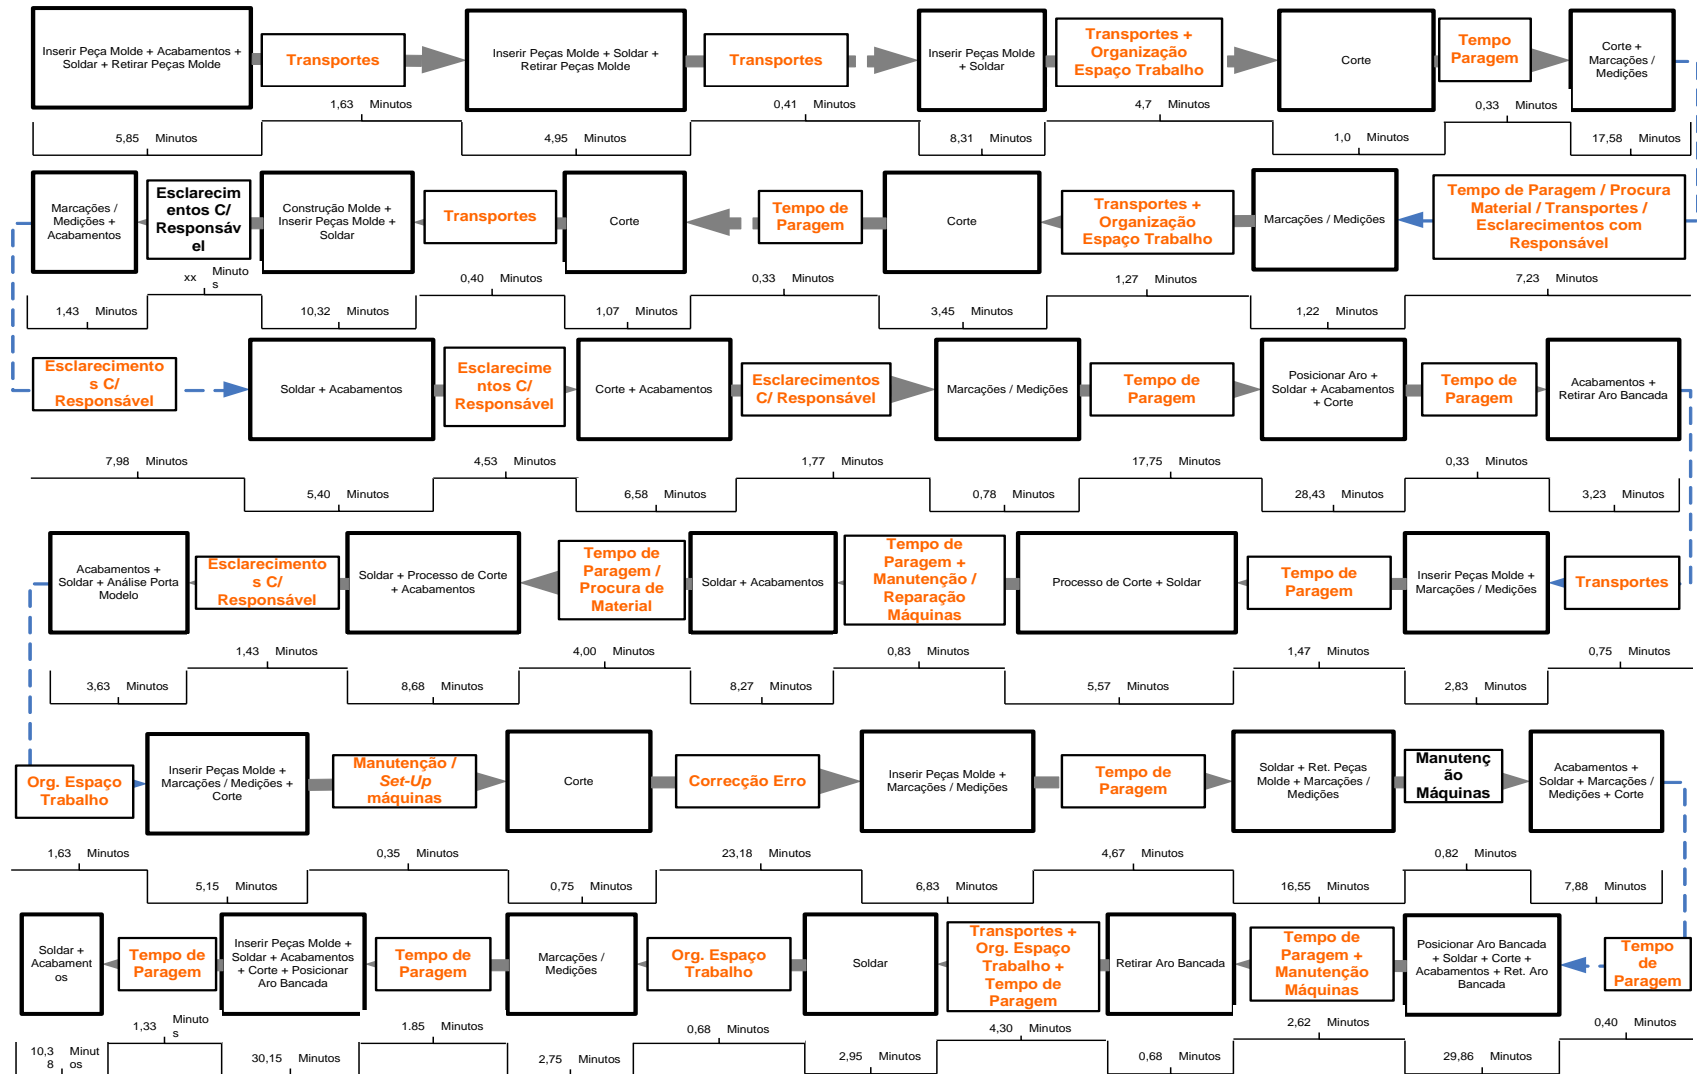 Inserir Peça Molde + Acabamentos +
Soldar + Retirar Peças Molde
Transportes
Inserir Peças Molde + Soldar +
Retirar Peças Molde
Transportes
Inserir Peças Molde
+ Soldar
Transportes +
Organização
Espaço Trabalho
Corte
Tempo
Paragem
Corte +
Marcações /
Medições
5,85 Minutos
1,63 Minutos
4,95 Minutos
0,41 Minutos
8,31 Minutos
4,7 Minutos
1,0 Minutos
0,33 Minutos
17,58 Minutos
Marcações /
Medições +
Acabamentos
Esclarecim
entos C/
Responsáv
el
Construção Molde +
Inserir Peças Molde +
Soldar
Transportes
Corte
Tempo de
Paragem
Corte
Transportes +
Organização
Espaço Trabalho
Marcações / Medições
Tempo de Paragem / Procura
Material / Transportes /
Esclarecimentos com
Responsável
1,43 Minutos
xx Minuto
s
10,32 Minutos
0,40 Minutos
1,07 Minutos
0,33 Minutos
3,45 Minutos
1,27 Minutos
1,22 Minutos
7,23 Minutos
Esclarecimento
s C/
Responsável
Soldar + Acabamentos
Esclarecime
ntos C/
Responsável
Corte + Acabamentos
Esclarecimentos
C/ Responsável
Marcações / Medições
Tempo de
Paragem
Posicionar Aro +
Soldar + Acabamentos
+ Corte
Tempo de
Paragem
Acabamentos +
Retirar Aro Bancada
7,98 Minutos
5,40 Minutos
4,53 Minutos
6,58 Minutos
1,77 Minutos
0,78 Minutos
17,75 Minutos
28,43 Minutos
0,33 Minutos
3,23 Minutos
Acabamentos +
Soldar + Análise Porta
Modelo
Esclarecimento
s C/
Responsável
Soldar + Processo de Corte
+ Acabamentos
Tempo de
Paragem /
Procura de
Material
Soldar + Acabamentos
Tempo de
Paragem +
Manutenção /
Reparação
Máquinas
Processo de Corte + Soldar
Tempo de
Paragem
Inserir Peças Molde +
Marcações / Medições
Transportes
3,63 Minutos
1,43 Minutos
8,68 Minutos
4,00 Minutos
8,27 Minutos
0,83 Minutos
5,57 Minutos
1,47 Minutos
2,83 Minutos
0,75 Minutos
Org. Espaço
Trabalho
Inserir Peças Molde +
Marcações / Medições +
Corte
Manutenção /
Set-Up
máquinas
Corte
Correcção Erro
Inserir Peças Molde +
Marcações / Medições
Tempo de
Paragem
Soldar + Ret. Peças
Molde + Marcações /
Medições
Manutenç
ão
Máquinas
Acabamentos +
Soldar + Marcações /
Medições + Corte
1,63 Minutos
5,15 Minutos
0,35 Minutos
0,75 Minutos
23,18 Minutos
6,83 Minutos
4,67 Minutos
16,55 Minutos
0,82 Minutos
7,88 Minutos
Soldar +
Acabament
os
Tempo de
Paragem
Inserir Peças Molde +
Soldar + Acabamentos
+ Corte + Posicionar
Aro Bancada
Tempo de
Paragem
Marcações /
Medições
Org. Espaço
Trabalho
Soldar
Transportes +
Org. Espaço
Trabalho +
Tempo de
Paragem
Retirar Aro Bancada
Tempo de
Paragem +
Manutenção
Máquinas
Posicionar Aro Bancada
+ Soldar + Corte +
Acabamentos + Ret. Aro
Bancada
Tempo
de
Paragem
10,3 Minut
8 os
1,33 Minuto
s
30,15 Minutos
1.85 Minutos
2,75 Minutos
0,68 Minutos
2,95 Minutos
4,30 Minutos
0,68 Minutos
2,62 Minutos
29,86 Minutos
0,40 Minutos